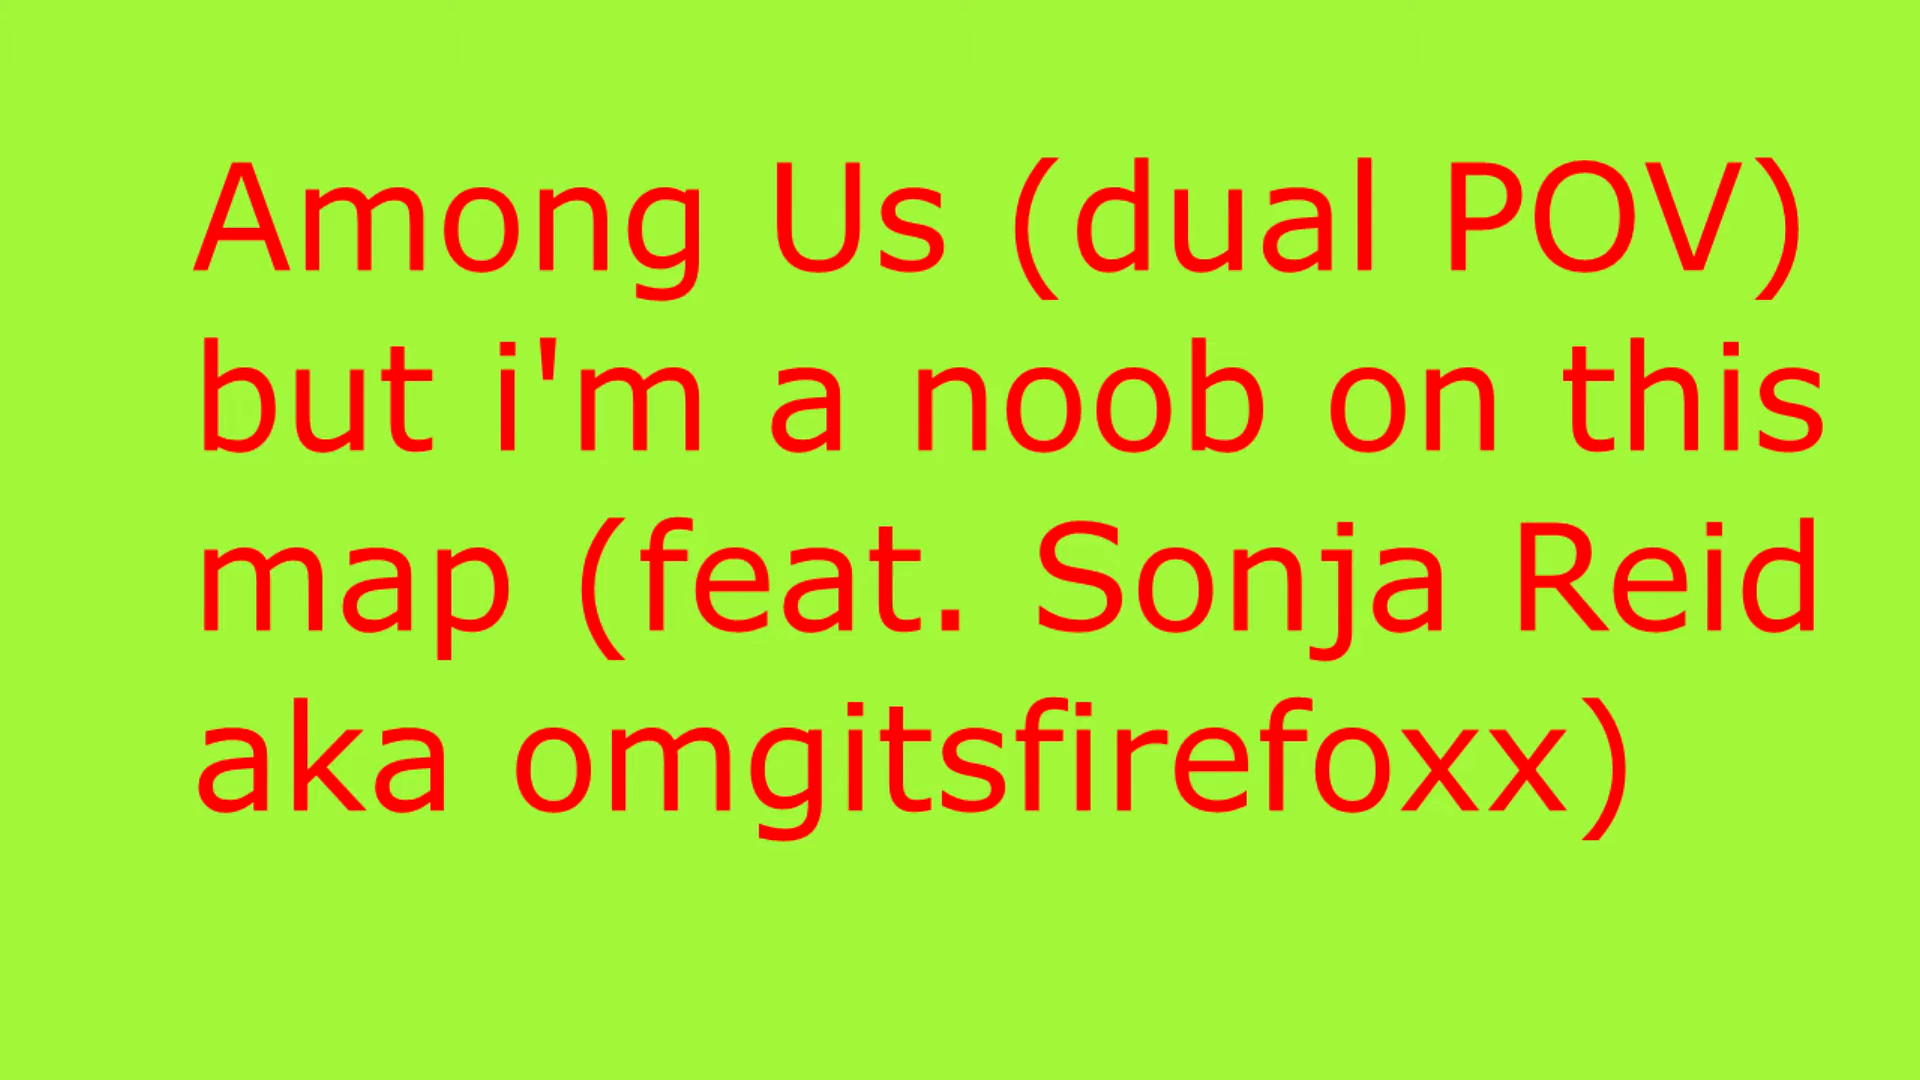 Among Us (dual POV)
but i'm a noob on this
map (feat. Sonja Reid
aka omgitsfirefoxx)